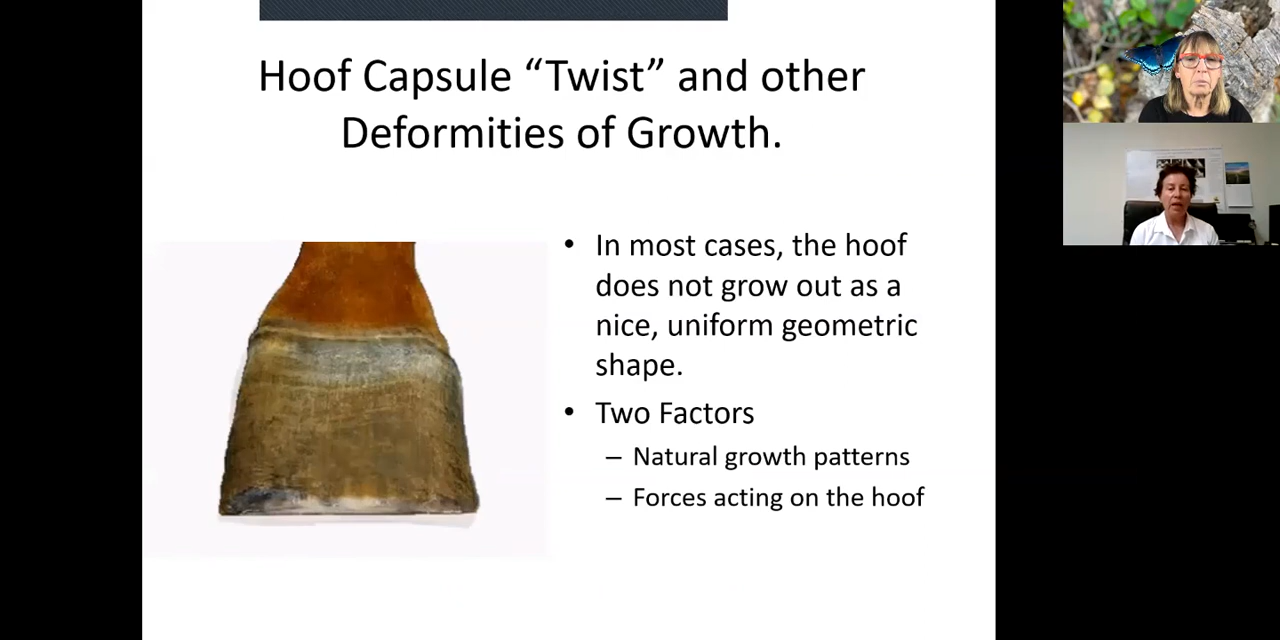 Hoof Capsule “Twist” and other
Deformities of Growth.
• In most cases, the hoof
does not grow out as a
nice, uniform geometric
shape.
• Two Factors
– Natural growth patterns
– Forces acting on the hoof